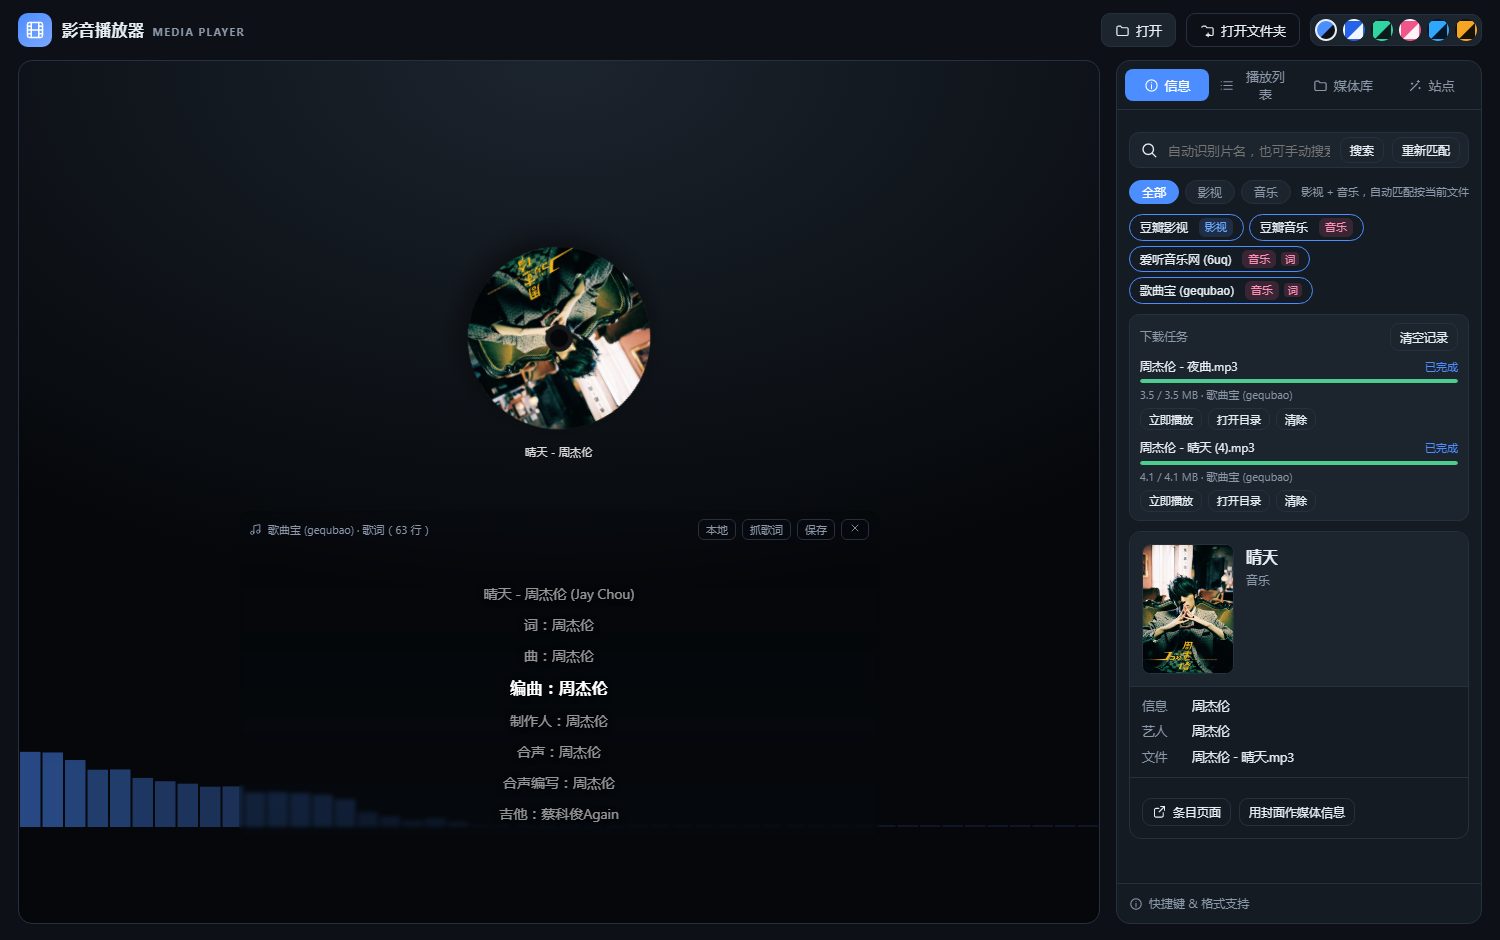 影音播放器 MEDIA PLAYER
打开
打开文件夹
信息
播放列表
媒体库
站点
自动识别片名，也可手动搜索
搜索
重新匹配
全部
影视
音乐
影视 + 音乐，自动匹配按当前文件
豆瓣影视 影视
豆瓣音乐 音乐
爱听音乐网 (6uq) 音乐 词
歌曲宝 (gequbao) 音乐 词
下载任务
清空记录
周杰伦 - 夜曲.mp3
已完成
3.5 / 3.5 MB · 歌曲宝 (gequbao)
立即播放 打开目录 清除
周杰伦 - 晴天 (4).mp3
已完成
4.1 / 4.1 MB · 歌曲宝 (gequbao)
立即播放 打开目录 清除
晴天
音乐
信息 周杰伦
艺人 周杰伦
文件 周杰伦 - 晴天.mp3
条目页面
用封面作媒体信息
快捷键 & 格式支持
晴天 - 周杰伦
歌曲宝 (gequbao) · 歌词（ 63 行 ）
本地 抓歌词 保存
晴天 - 周杰伦 (Jay Chou)
词：周杰伦
曲：周杰伦
编曲：周杰伦
制作人：周杰伦
合声：周杰伦
合声编写：周杰伦
吉他：蔡科俊Again